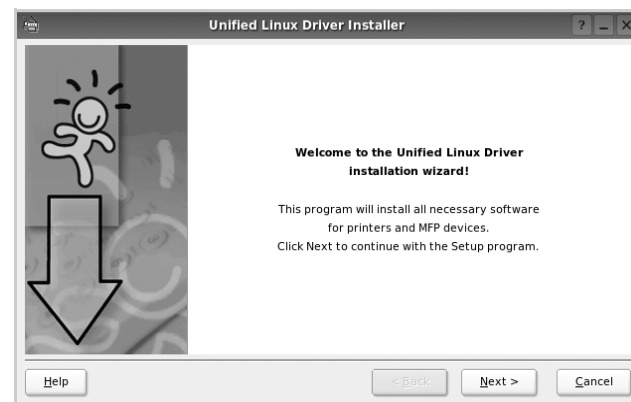 Unified Linux Driver Installer
? _ X
Welcome to the Unified Linux Driver
installation wizard!
This program will install all necessary software
for printers and MFP devices.
Click Next to continue with the Setup program.
Help
< Back
Next >
Cancel